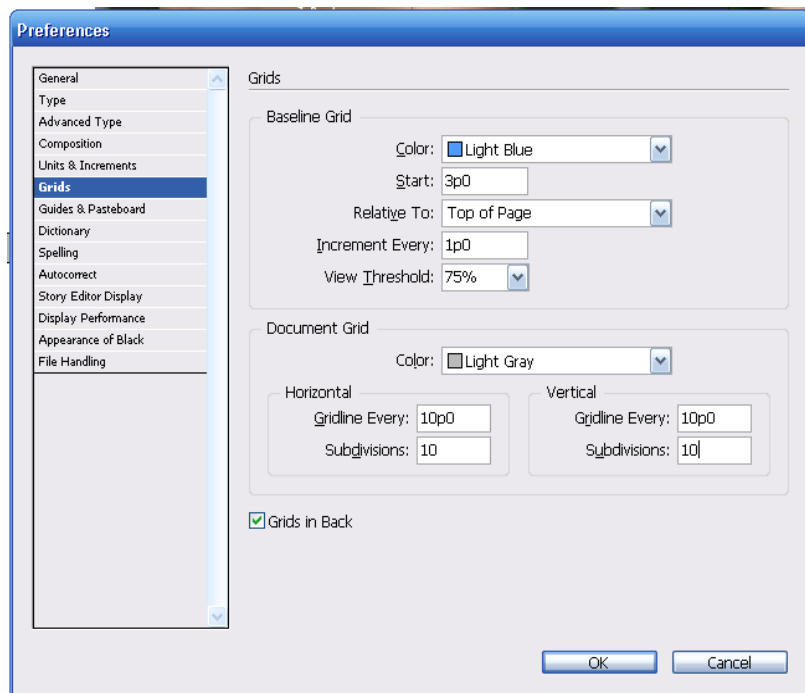 Preferences
General
Type
Advanced Type
Composition
Units & Increments
Grids
Guides & Pasteboard
Dictionary
Spelling
Autocorrect
Story Editor Display
Display Performance
Appearance of Black
File Handling
Grids
Baseline Grid
Color: Light Blue
Start: 3p0
Relative To: Top of Page
Increment Every: 1p0
View Threshold: 75%
Document Grid
Color: Light Gray
Horizontal
Gridline Every: 10p0
Subdivisions: 10
Vertical
Gridline Every: 10p0
Subdivisions: 10
Grids in Back
OK Cancel